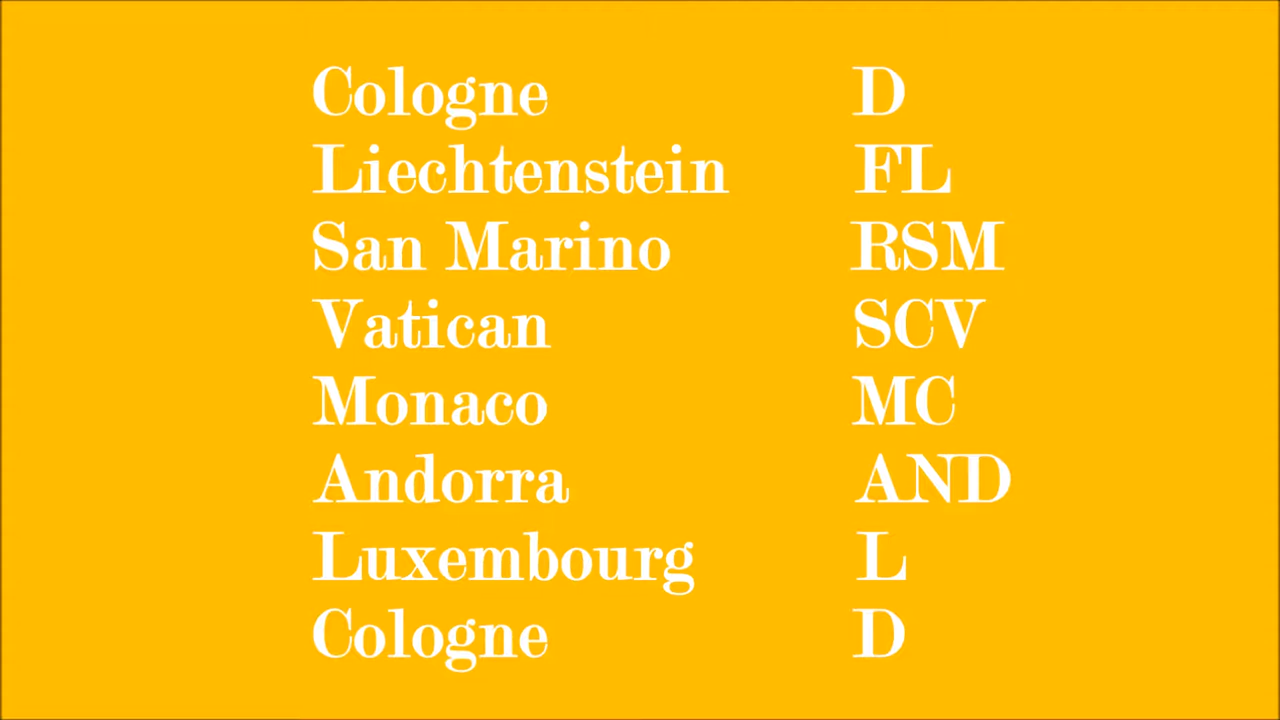 Cologne D
Liechtenstein FL
San Marino RSM
Vatican SCV
Monaco MC
Andorra AND
Luxembourg L
Cologne D